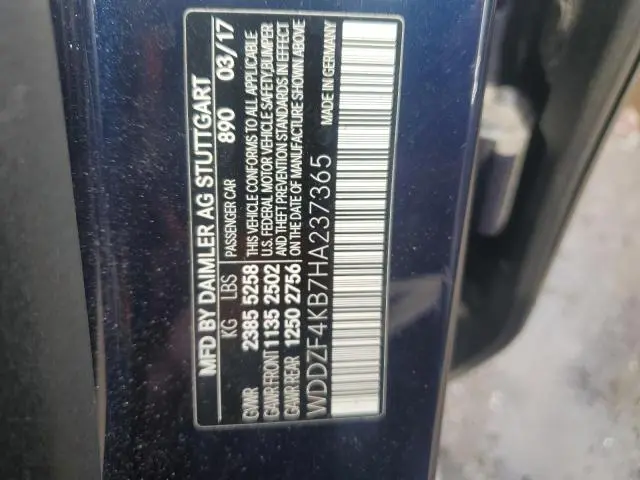 MFD BY DAIMLER AG STUTTGART
KG LBS PASSENGER CAR 890 03/17
GVWR 2385 5258 THIS VEHICLE CONFORMS TO ALL APPLICABLE
GAWR-FRONT 1135 2502 U.S. FEDERAL MOTOR VEHICLE SAFETY,BUMPER
GAWR-REAR 1250 2756 AND THEFT PREVENTION STANDARDS IN EFFECT
ON THE DATE OF MANUFACTURE SHOWN ABOVE
WDDZF4KB7HA237365 MADE IN GERMANY